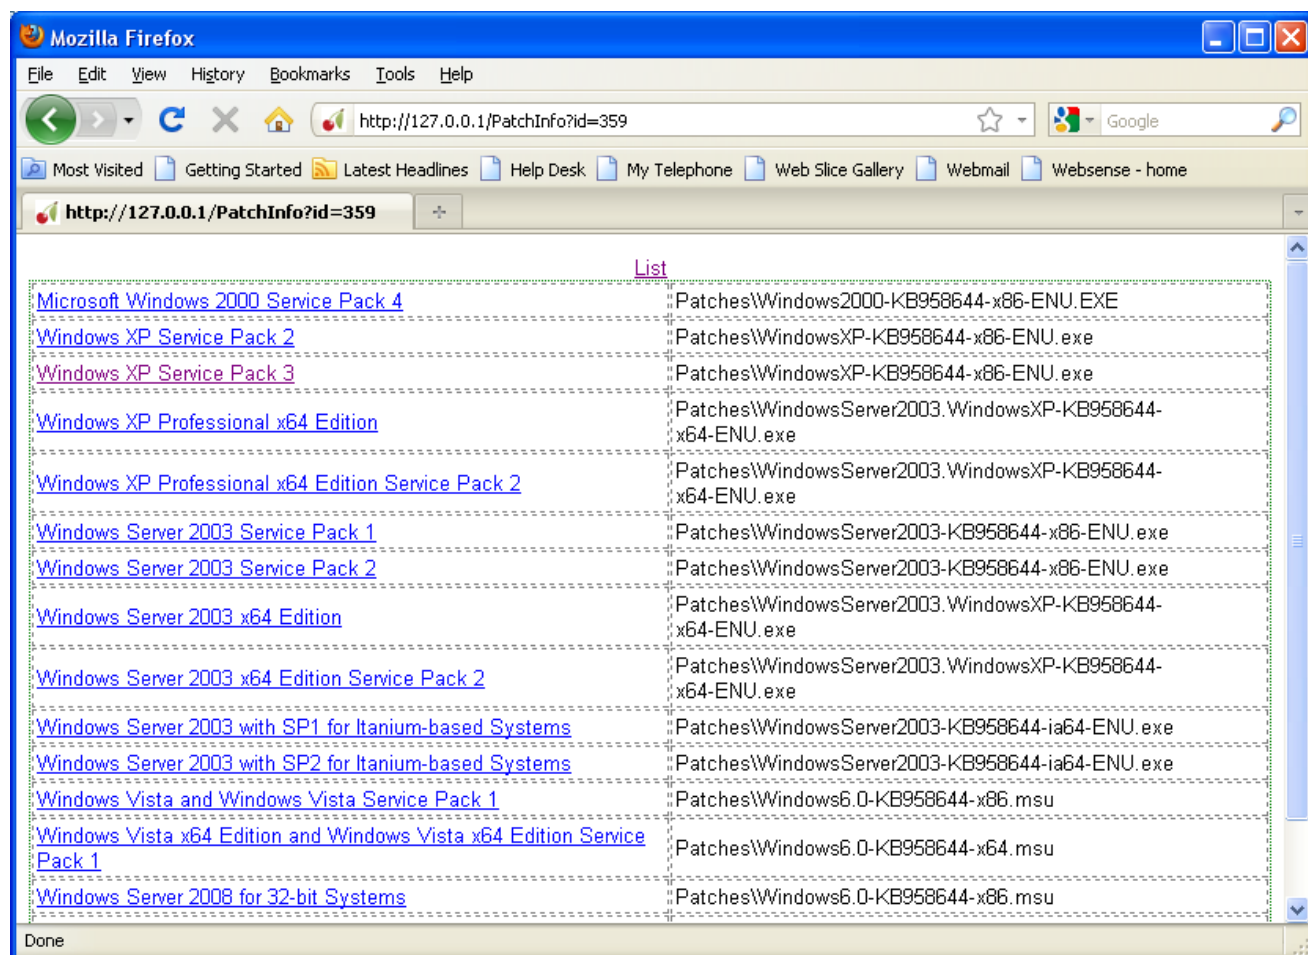 Mozilla Firefox
File Edit View History Bookmarks Tools Help
http://127.0.0.1/PatchInfo?id=359 Google
Most Visited Getting Started Latest Headlines Help Desk My Telephone Web Slice Gallery Webmail Websense - home
http://127.0.0.1/PatchInfo?id=359
List
Microsoft Windows 2000 Service Pack 4 Patches\Windows2000-KB958644-x86-ENU.EXE
Windows XP Service Pack 2 Patches\WindowsXP-KB958644-x86-ENU.exe
Windows XP Service Pack 3 Patches\WindowsXP-KB958644-x86-ENU.exe
Windows XP Professional x64 Edition Patches\WindowsServer2003.WindowsXP-KB958644-
x64-ENU.exe
Windows XP Professional x64 Edition Service Pack 2 Patches\WindowsServer2003.WindowsXP-KB958644-
x64-ENU.exe
Windows Server 2003 Service Pack 1 Patches\WindowsServer2003-KB958644-x86-ENU.exe
Windows Server 2003 Service Pack 2 Patches\WindowsServer2003-KB958644-x86-ENU.exe
Windows Server 2003 x64 Edition Patches\WindowsServer2003.WindowsXP-KB958644-
x64-ENU.exe
Windows Server 2003 x64 Edition Service Pack 2 Patches\WindowsServer2003.WindowsXP-KB958644-
x64-ENU.exe
Windows Server 2003 with SP1 for Itanium-based Systems Patches\WindowsServer2003-KB958644-ia64-ENU.exe
Windows Server 2003 with SP2 for Itanium-based Systems Patches\WindowsServer2003-KB958644-ia64-ENU.exe
Windows Vista and Windows Vista Service Pack 1 Patches\Windows6.0-KB958644-x86.msu
Windows Vista x64 Edition and Windows Vista x64 Edition Service
Pack 1 Patches\Windows6.0-KB958644-x64.msu
Windows Server 2008 for 32-bit Systems Patches\Windows6.0-KB958644-x86.msu
Done